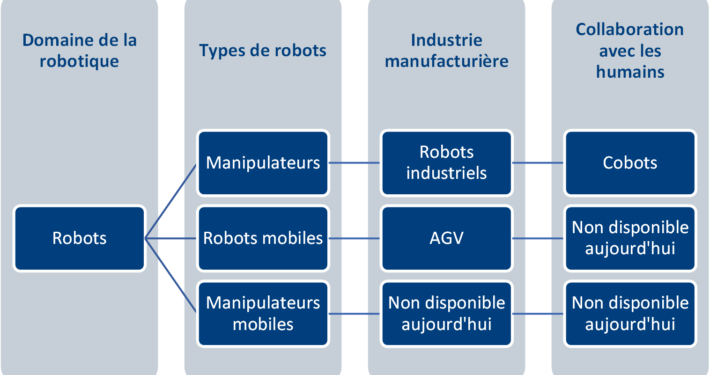 Domaine de la
robotique
Types de robots
Industrie
manufacturière
Collaboration
avec les
humains
Robots
Manipulateurs
Robots
industriels
Cobots
Robots mobiles
AGV
Non disponible
aujourd'hui
Manipulateurs
mobiles
Non disponible
aujourd'hui
Non disponible
aujourd'hui